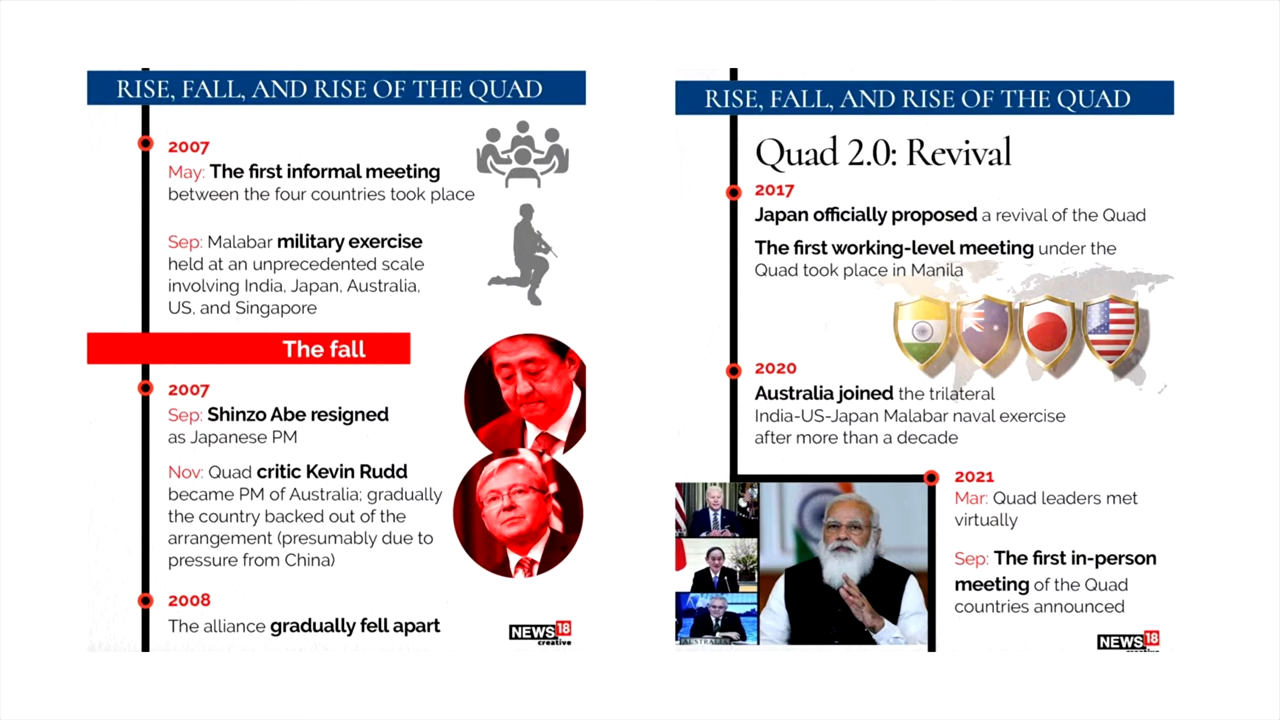 RISE, FALL, AND RISE OF THE QUAD
2007
May: The first informal meeting
between the four countries took place
Sep: Malabar military exercise
held at an unprecedented scale
involving India, Japan, Australia,
US, and Singapore
The fall
2007
Sep: Shinzo Abe resigned
as Japanese PM
Nov: Quad critic Kevin Rudd
became PM of Australia; gradually
the country backed out of the
arrangement (presumably due to
pressure from China)
2008
The alliance gradually fell apart
NEWS18
creative
RISE, FALL, AND RISE OF THE QUAD
Quad 2.0: Revival
2017
Japan officially proposed a revival of the Quad
The first working-level meeting under the
Quad took place in Manila
2020
Australia joined the trilateral
India-US-Japan Malabar naval exercise
after more than a decade
2021
Mar: Quad leaders met
virtually
Sep: The first in-person
meeting of the Quad
countries announced
AUSTRALIA
NEWS18
creative